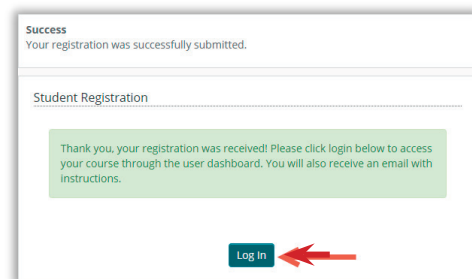 Success
Your registration was successfully submitted.
Student Registration
Thank you, your registration was received! Please click login below to access
your course through the user dashboard. You will also receive an email with
instructions.
Log In